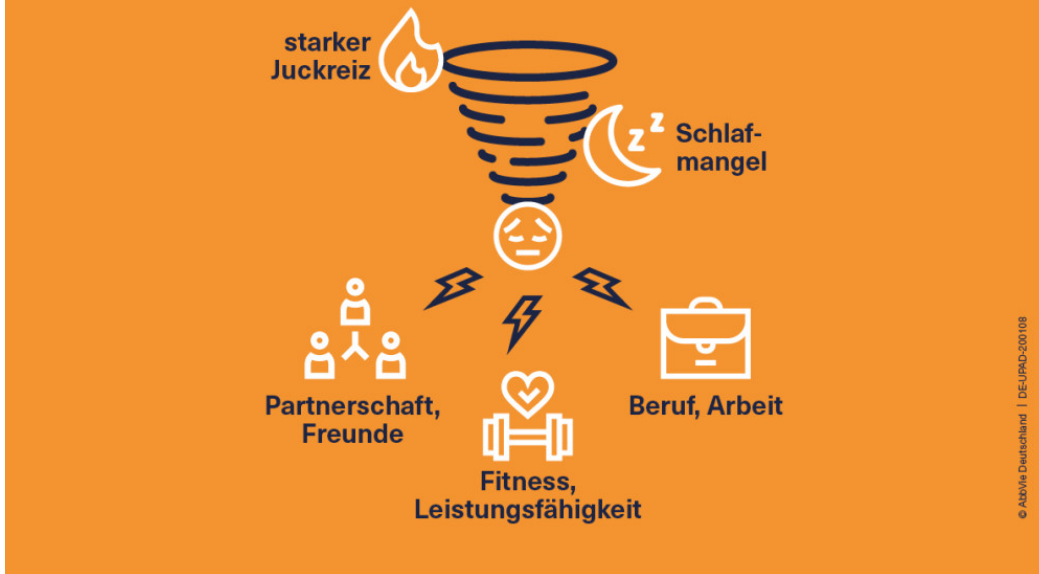 starker
Juckreiz
z z
Schlaf-
mangel
Partnerschaft,
Freunde
Beruf, Arbeit
Fitness,
Leistungsfähigkeit
© AbbVie Deutschland | DE-UPAD-200108